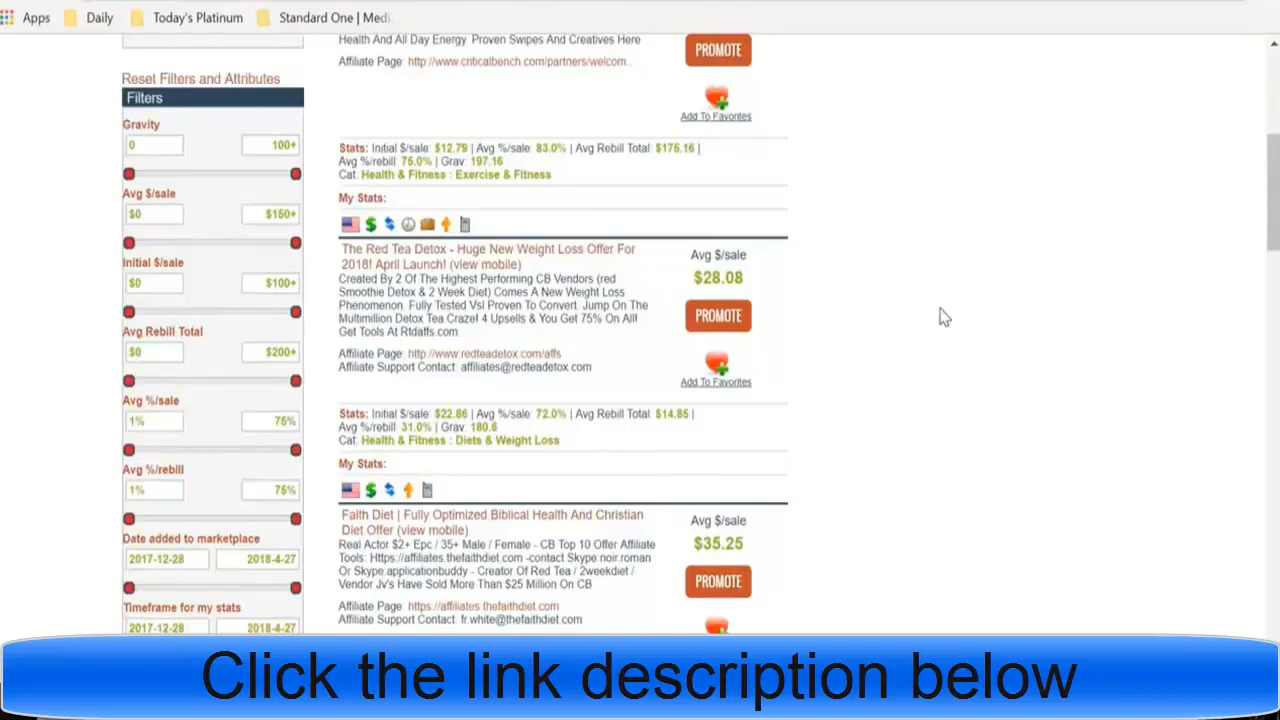 Apps
Daily
Today's Platinum
Standard One | Medi
Health And All Day Energy Proven Swipes And Creatives Here
Affiliate Page: http://www.criticalbench.com/partners/welcom..
PROMOTE
Add To Favorites
Stats: Initial $/sale: $12.79 | Avg %/sale: 83.0% | Avg Rebill Total: $175.16 |
Avg %/rebill 75.0% | Grav: 197.16
Cat: Health & Fitness : Exercise & Fitness
My Stats:
Reset Filters and Attributes
Filters
Gravity
0
100+
Avg $/sale
$0
$150+
Initial $/sale
$0
$100+
Avg Rebill Total
$0
$200+
Avg %/sale
1%
75%
Avg %/rebill
1%
75%
Date added to marketplace
2017-12-28
2018-4-27
Timeframe for my stats
2017-12-28
2018-4-27
The Red Tea Detox - Huge New Weight Loss Offer For
2018! April Launch! (view mobile)
Created By 2 Of The Highest Performing CB Vendors (red
Smoothie Detox & 2 Week Diet) Comes A New Weight Loss
Phenomenon Fully Tested Vsl Proven To Convert. Jump On The
Multimillion Detox Tea Craze! 4 Upsells & You Get 75% On All!
Get Tools At Rtdaffs.com
Affiliate Page: http://www.redteadetox.com/affs
Affiliate Support Contact: affiliates@redteadetox.com
Avg $/sale
$28.08
PROMOTE
Add To Favorites
Stats: Initial $/sale: $22.86 | Avg %/sale: 72.0% | Avg Rebill Total: $14.85 |
Avg %/rebill 31.0% | Grav: 180.6
Cat: Health & Fitness : Diets & Weight Loss
My Stats:
Faith Diet | Fully Optimized Biblical Health And Christian
Diet Offer (view mobile)
Real Actor $2+ Epc / 35+ Male / Female - CB Top 10 Offer Affiliate
Tools: Https://affiliates.thefaithdiet.com -contact Skype noir.roman
Or Skype applicationbuddy - Creator Of Red Tea / 2weekdiet /
Vendor Jv's Have Sold More Than $25 Million On CB
Affiliate Page: https://affiliates.thefaithdiet.com
Affiliate Support Contact: fr.white@thefaithdiet.com
Avg $/sale
$35.25
PROMOTE
Click the link description below